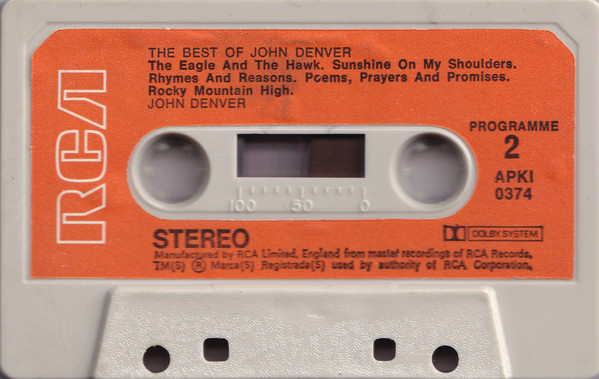 RCA
THE BEST OF JOHN DENVER
The Eagle And The Hawk. Sunshine On My Shoulders.
Rhymes And Reasons. Poems, Prayers And Promises.
Rocky Mountain High.
JOHN DENVER
PROGRAMME
2
APKI
0374
100 50 0
STEREO
DOLBY SYSTEM
Manufactured by RCA Limited, England from master recordings of RCA Records,
TM(S) ® Marca(S) Registrada(S) used by authority of RCA Corporation.